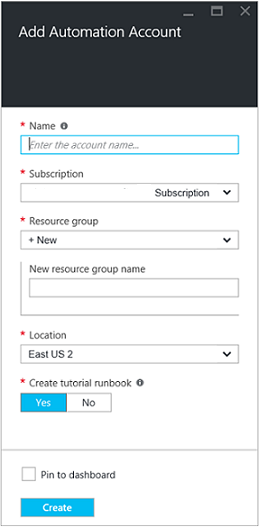 Add Automation Account
* Name
Enter the account name...
* Subscription
Subscription
* Resource group
+ New
New resource group name
* Location
East US 2
* Create tutorial runbook
Yes No
Pin to dashboard
Create